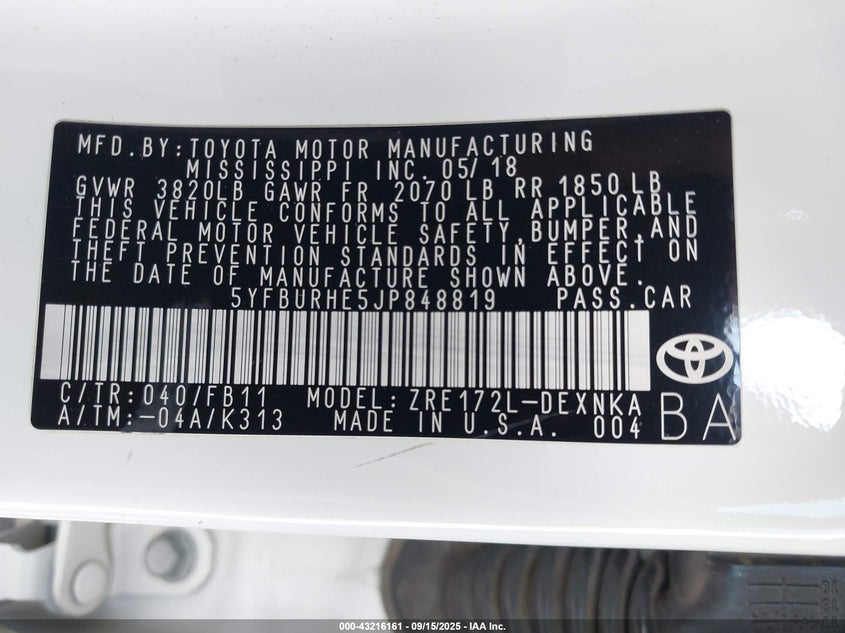 MFD.BY:TOYOTA MOTOR MANUFACTURING
MISSISSIPPI INC. 05/18
GVWR 3820LB GAWR FR 2070 LB RR 1850 LB
THIS VEHICLE CONFORMS TO ALL APPLICABLE
FEDERAL MOTOR VEHICLE SAFETY,BUMPER,AND
THEFT PREVENTION STANDARDS IN EFFECT ON
THE DATE OF MANUFACTURE SHOWN ABOVE.
5YFBURHE5JP848819 PASS.CAR
C/TR:040/FB11 MODEL:ZRE172L-DEXNKA
A/TM:-04A/K313 MADE IN U.S.A. 004 BA
000-43216161 - 09/15/2025 - IAA Inc.